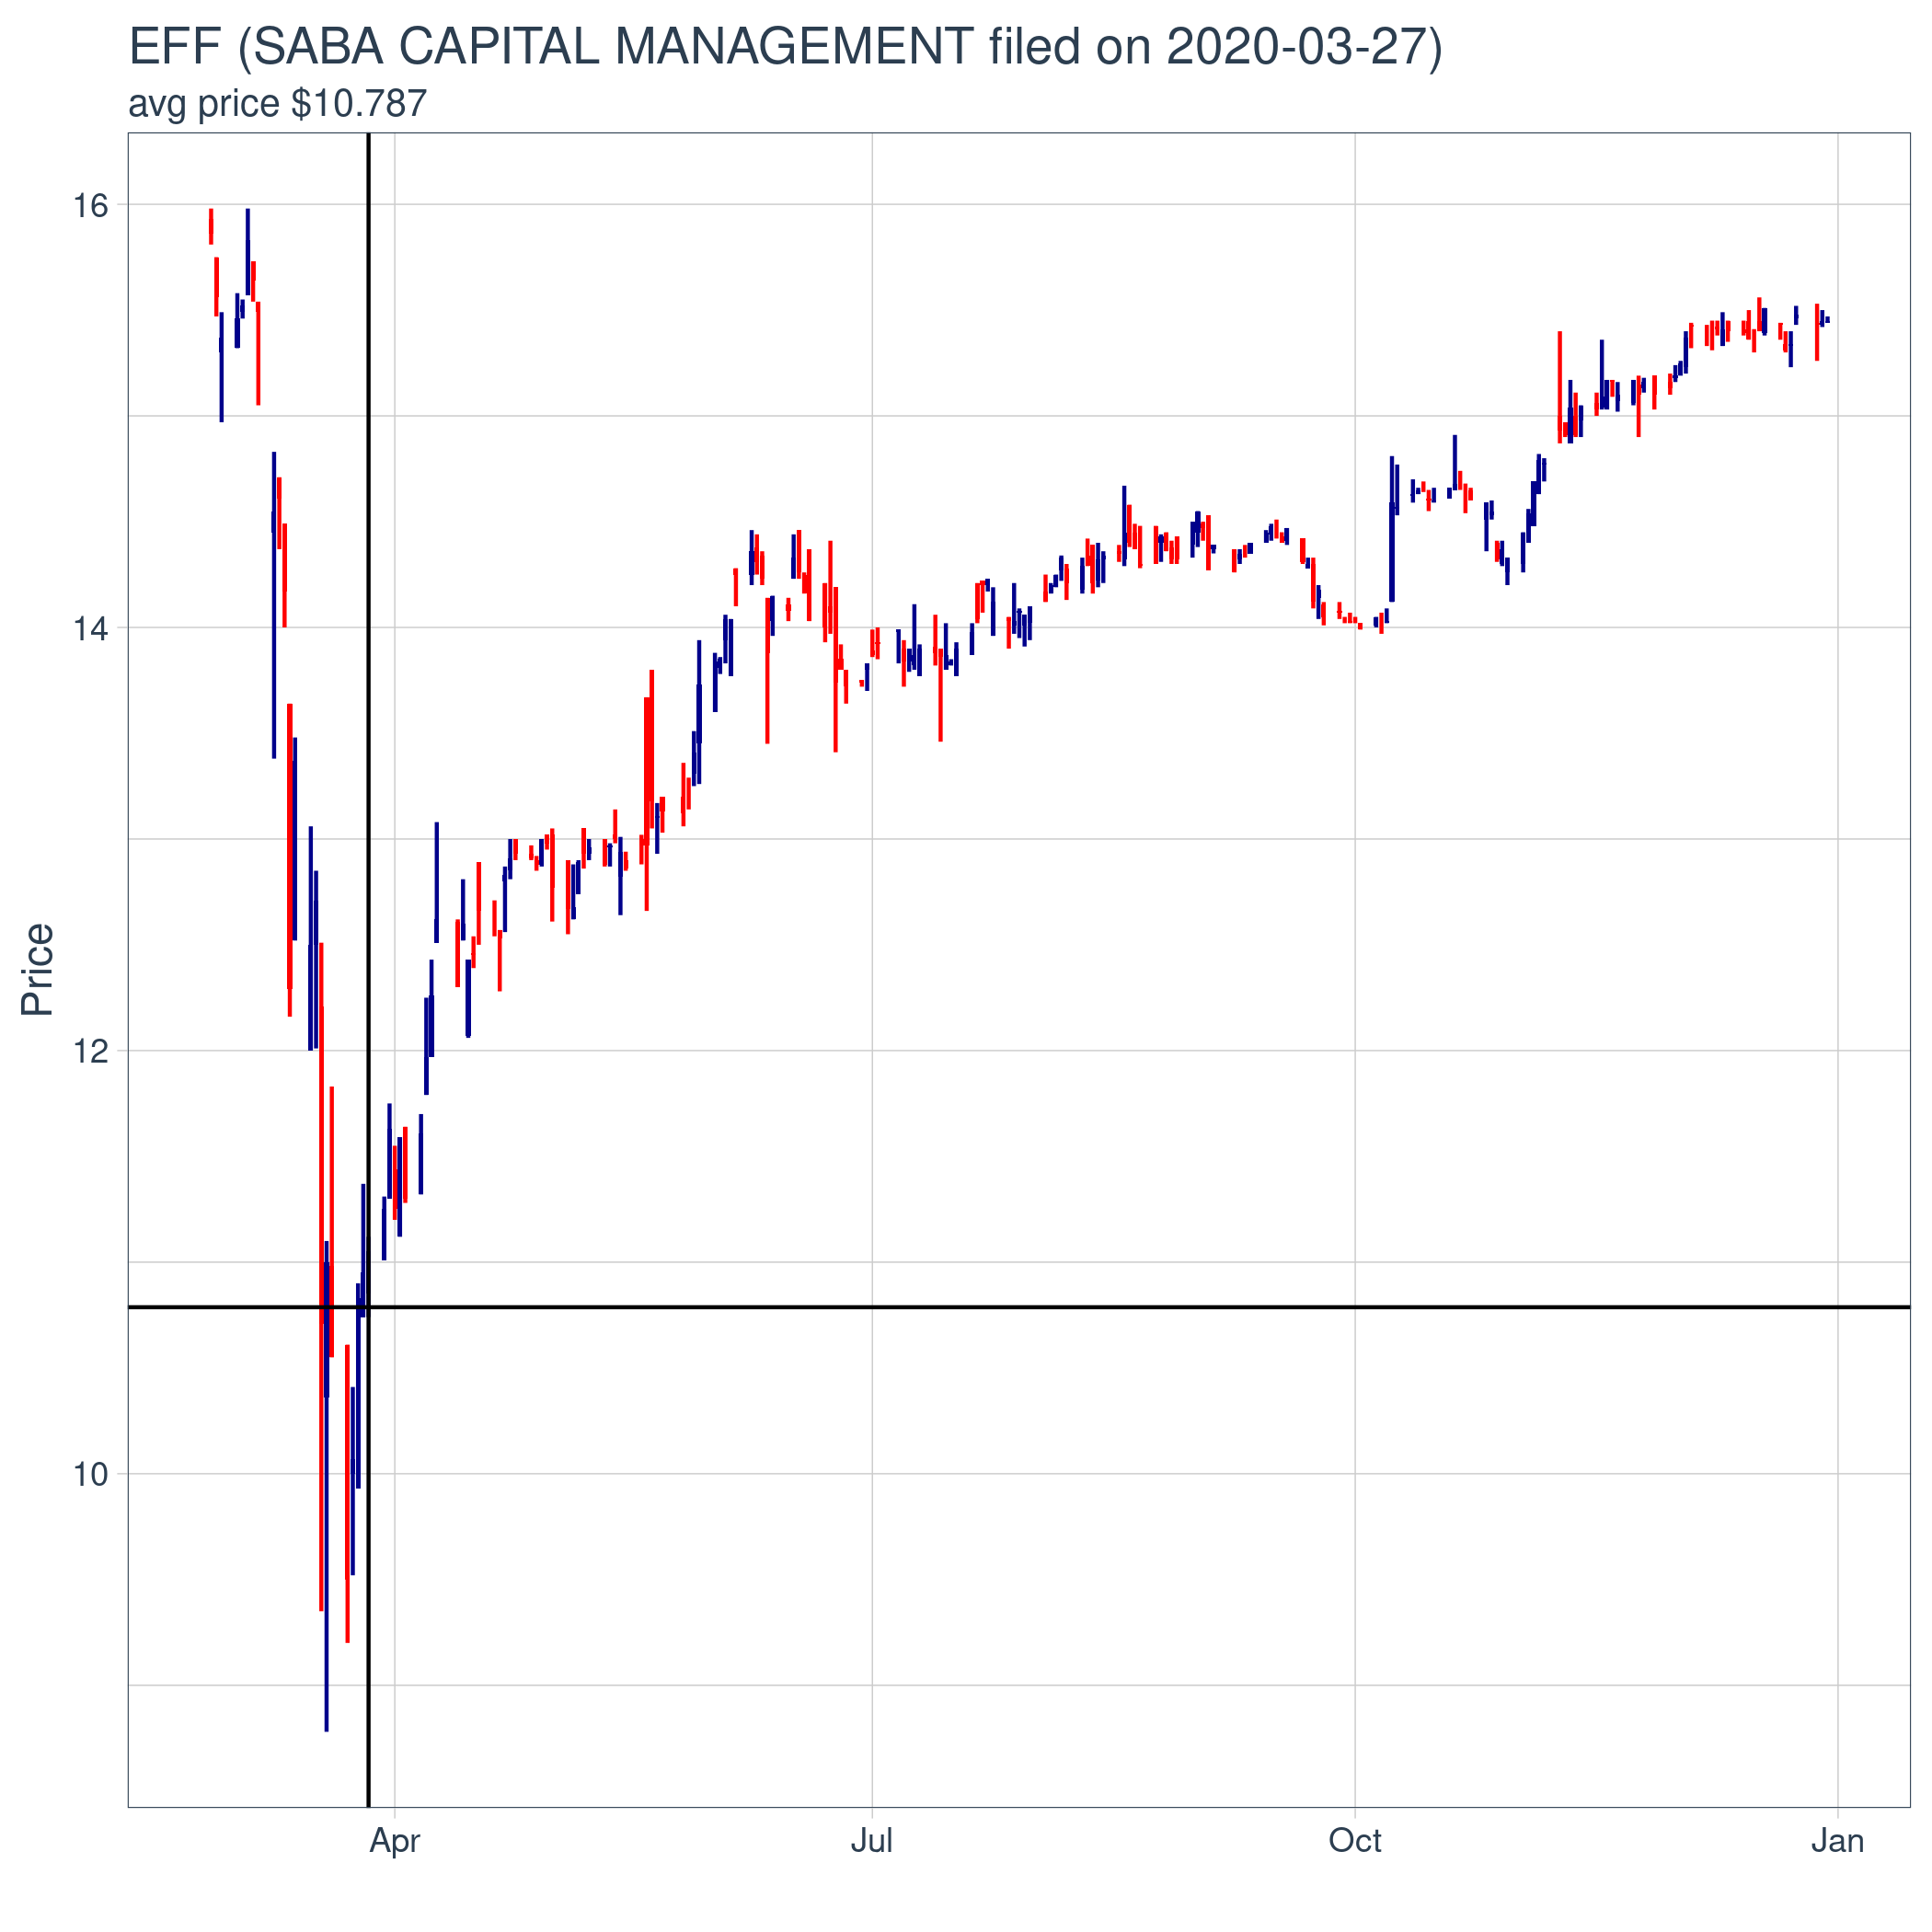 EFF (SABA CAPITAL MANAGEMENT filed on 2020-03-27)
avg price $10.787
16
14
12
10
Price
Apr Jul Oct Jan